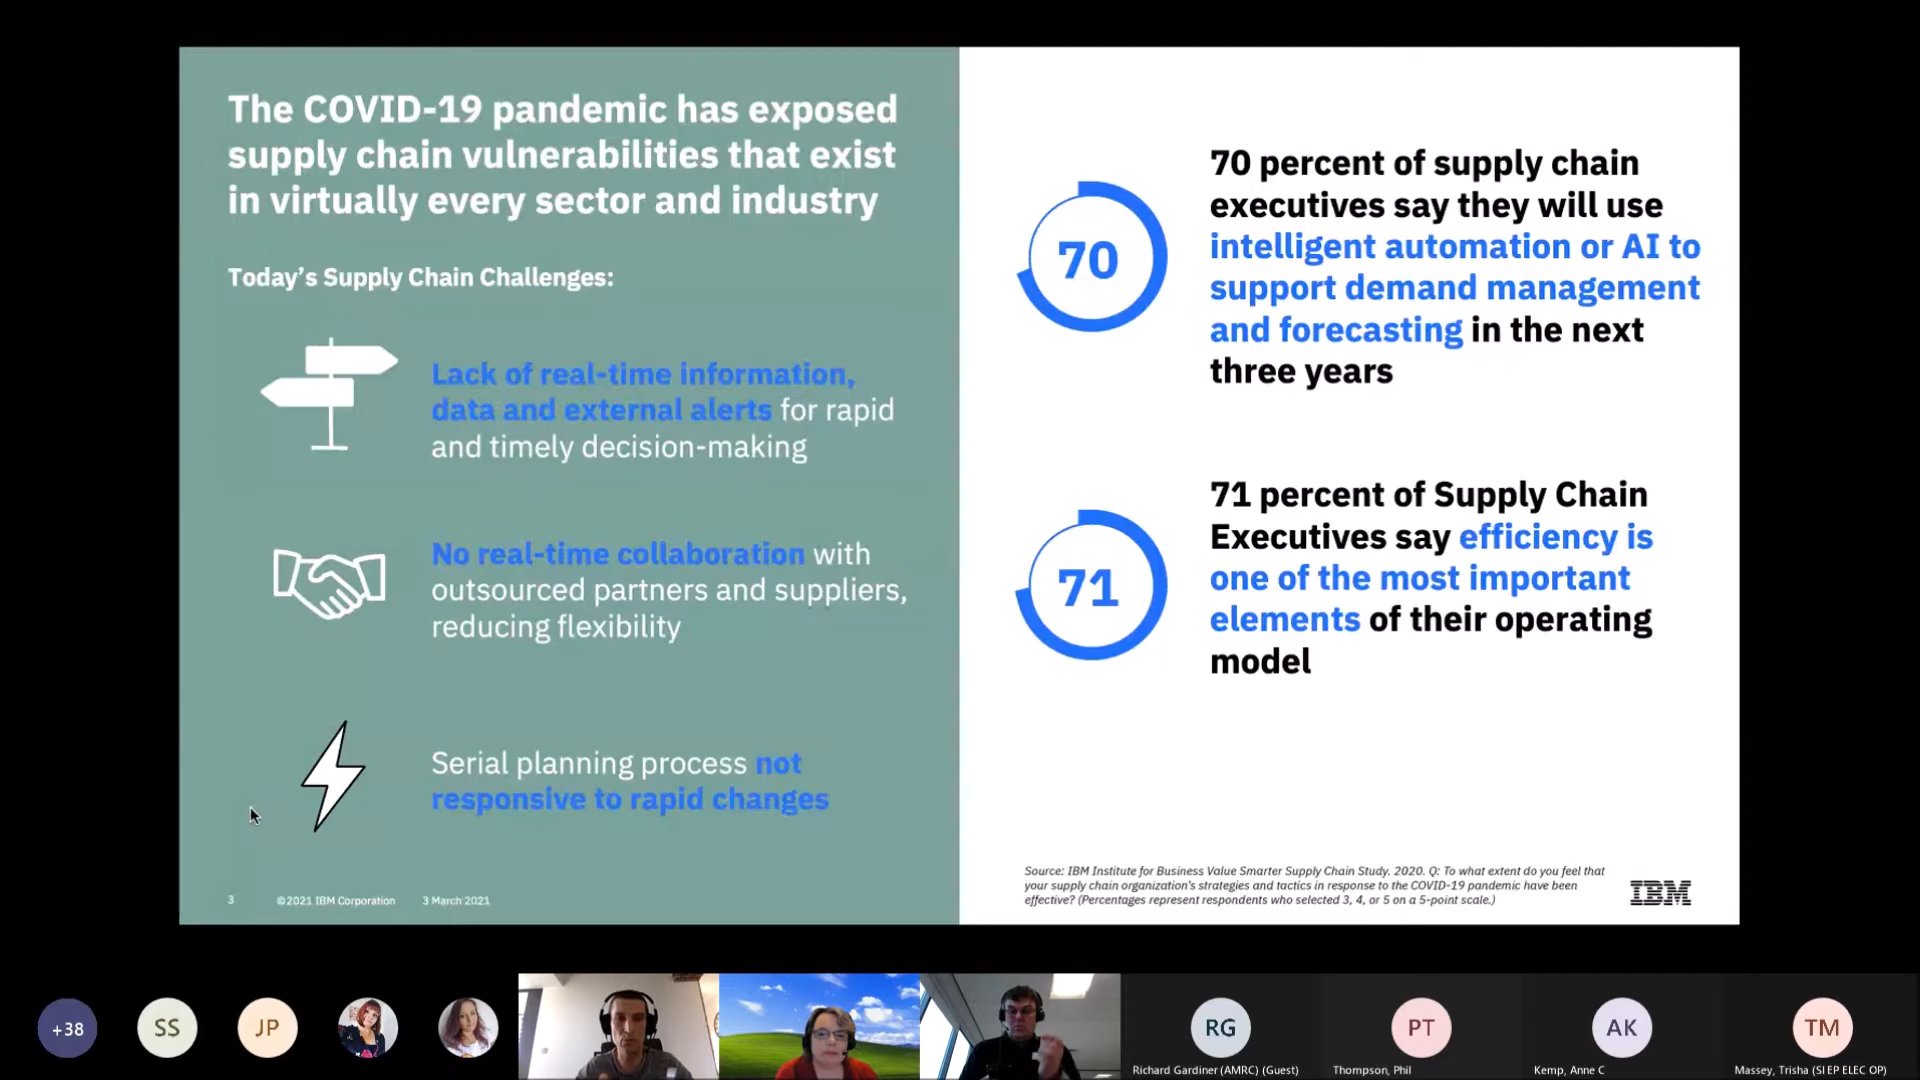 The COVID-19 pandemic has exposed
supply chain vulnerabilities that exist
in virtually every sector and industry
Today’s Supply Chain Challenges:
Lack of real-time information,
data and external alerts for rapid
and timely decision-making
No real-time collaboration with
outsourced partners and suppliers,
reducing flexibility
Serial planning process not
responsive to rapid changes
3
©2021 IBM Corporation
3 March 2021
70
70 percent of supply chain
executives say they will use
intelligent automation or AI to
support demand management
and forecasting in the next
three years
71
71 percent of Supply Chain
Executives say efficiency is
one of the most important
elements of their operating
model
Source: IBM Institute for Business Value Smarter Supply Chain Study. 2020. Q: To what extent do you feel that
your supply chain organization's strategies and tactics in response to the COVID-19 pandemic have been
effective? (Percentages represent respondents who selected 3, 4, or 5 on a 5-point scale.)
IBM
+38
SS
JP
RG
Richard Gardiner (AMRC) (Guest)
PT
Thompson, Phil
AK
Kemp, Anne C
TM
Massey, Trisha (SI EP ELEC OP)